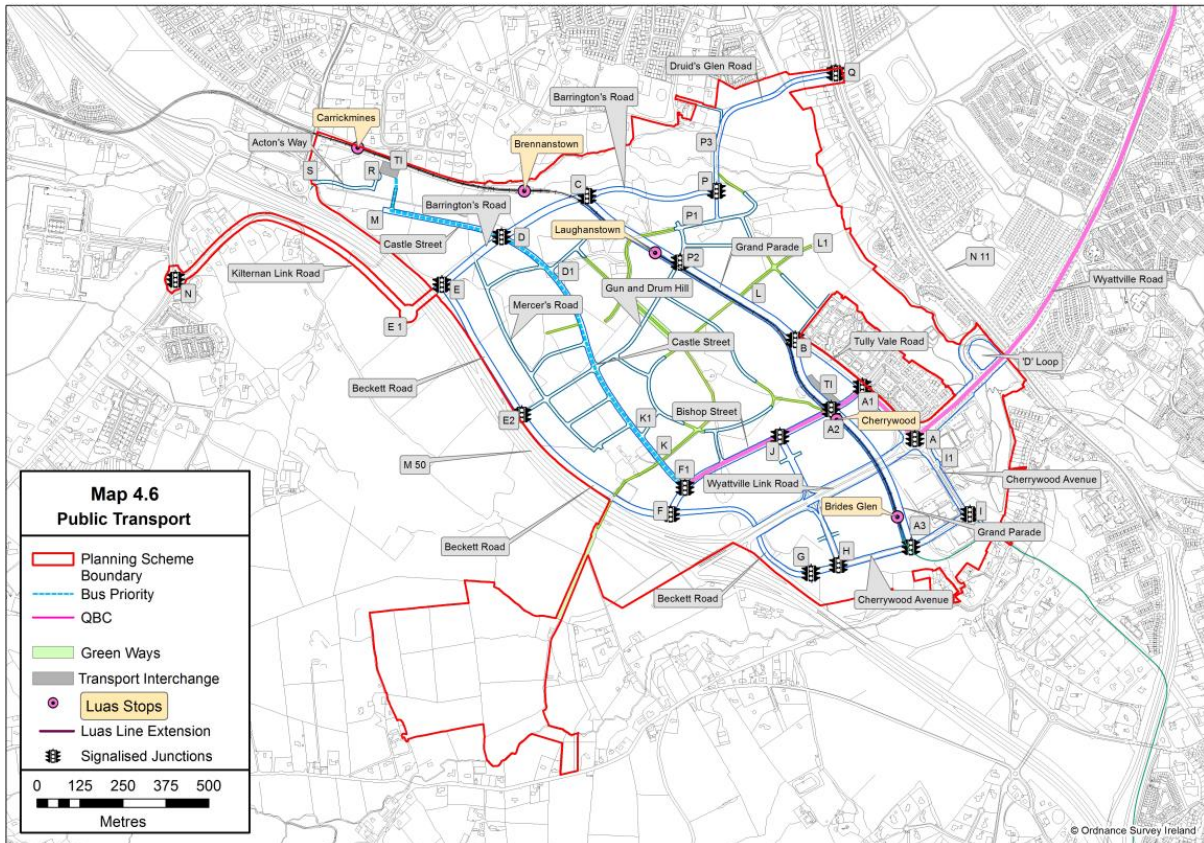 Druid's Glen Road
Q
Barrington's Road
Carrickmines
Acton's Way
TI
Brennanstown
P3
S
R
C
P
M
Barrington's Road
P1
L1
Laughanstown
D
Castle Street
Grand Parade
P2
N 11
Kilternan Link Road
D1
Wyattville Road
N
E
Gun and Drum Hill
L
Mercer's Road
E 1
B
Tully Vale Road
Castle Street
'D' Loop
Beckett Road
TI
A1
Bishop Street
K1
Cherrywood
E2
A2
A
K
J
I1
M 50
F1
Wyattville Link Road
Cherrywood Avenue
Brides Glen
F
I
A3
Grand Parade
Beckett Road
G
H
Beckett Road
Cherrywood Avenue
Map 4.6
Public Transport
Planning Scheme
Boundary
Bus Priority
QBC
Green Ways
Transport Interchange
Luas Stops
Luas Line Extension
Signalised Junctions
0 125 250 375 500
Metres
© Ordnance Survey Ireland